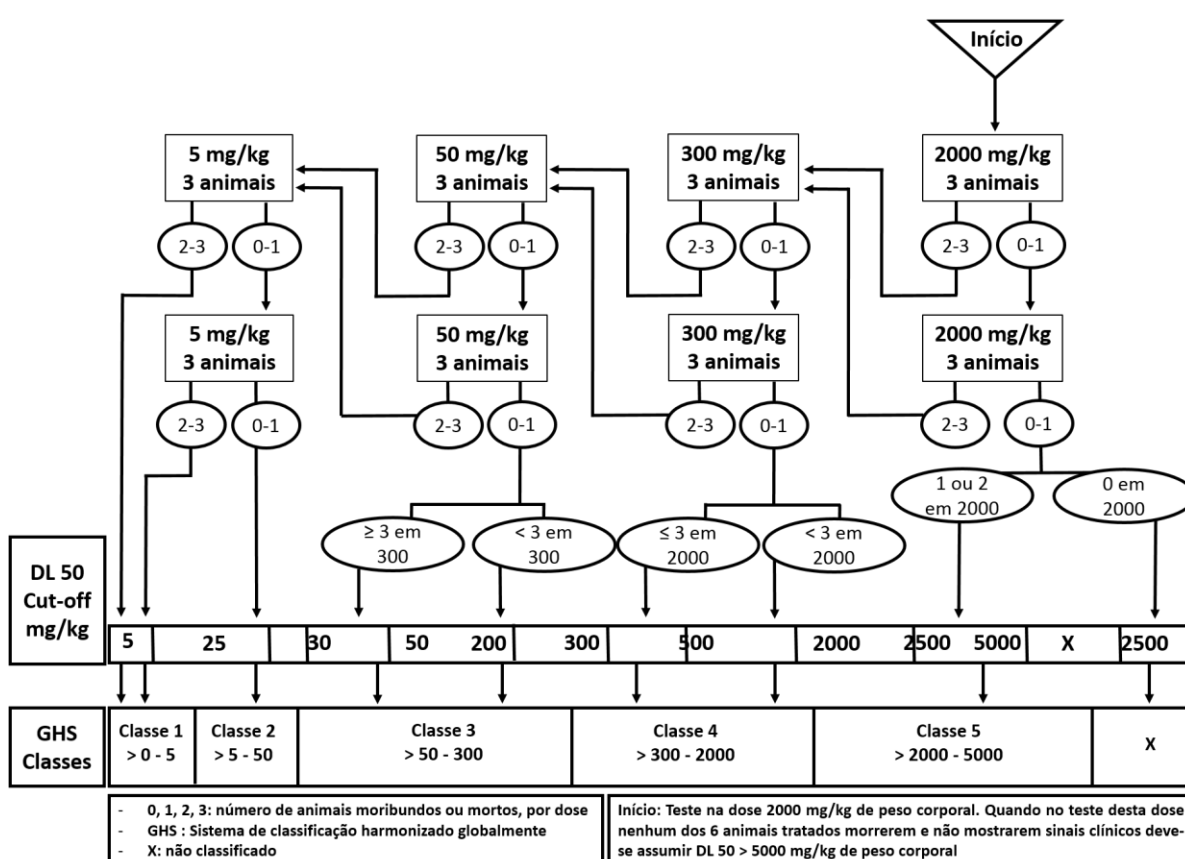 Início
5 mg/kg
3 animais
50 mg/kg
3 animais
300 mg/kg
3 animais
2000 mg/kg
3 animais
2-3
0-1
2-3
0-1
2-3
0-1
2-3
0-1
5 mg/kg
3 animais
50 mg/kg
3 animais
300 mg/kg
3 animais
2000 mg/kg
3 animais
2-3
0-1
2-3
0-1
2-3
0-1
2-3
0-1
1 ou 2
em 2000
0 em
2000
≥ 3 em
300
< 3 em
300
≤ 3 em
2000
< 3 em
2000
DL 50
Cut-off
mg/kg
5 25 30 50 200 300 500 2000 2500 5000 X 2500
GHS
Classes
Classe 1
> 0 - 5
Classe 2
> 5 - 50
Classe 3
> 50 - 300
Classe 4
> 300 - 2000
Classe 5
> 2000 - 5000
X
- 0, 1, 2, 3: número de animais moribundos ou mortos, por dose
- GHS : Sistema de classificação harmonizado globalmente
- X: não classificado
Início: Teste na dose 2000 mg/kg de peso corporal. Quando no teste desta dose
nenhum dos 6 animais tratados morrerem e não mostrarem sinais clínicos deve-
se assumir DL 50 > 5000 mg/kg de peso corporal